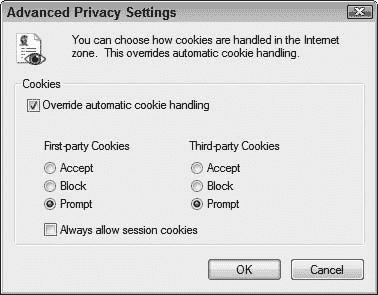 Advanced Privacy Settings
You can choose how cookies are handled in the Internet
zone. This overrides automatic cookie handling.
Cookies
Override automatic cookie handling
First-party Cookies Third-party Cookies
Accept Accept
Block Block
Prompt Prompt
Always allow session cookies
OK Cancel